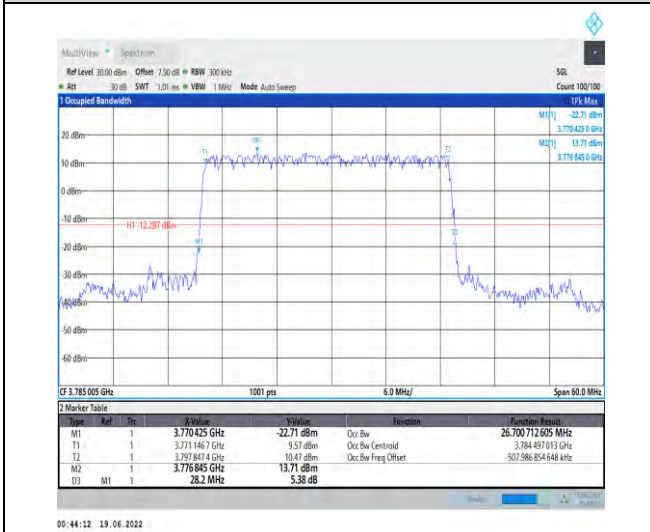 MultiView Spectrum
Ref Level 30.00 dBm Offset 7.90 dB RBW 300 kHz SGL
Att 30 dB SWT 1.01 ms VBW 1 MHz Mode Auto Sweep Count 100/100
1 Occupied Bandwidth 1Pk Max
M1[1] -22.71 dBm
3.770 425 0 GHz
M2[1] 13.71 dBm
3.776 845 0 GHz
20 dBm
M2
T1
T2
10 dBm
0 dBm
-10 dBm
H1 -12.287 dBm
D3
M1
-20 dBm
-30 dBm
-40 dBm
-50 dBm
-60 dBm
CF 3.785 005 GHz 1001 pts 6.0 MHz/ Span 60.0 MHz
2 Marker Table
Type Ref Trc X-Value Y-Value Function Function Result
M1 1 3.770 425 GHz -22.71 dBm Occ Bw 26.700 712 605 MHz
T1 1 3.771 146 7 GHz 9.57 dBm Occ Bw Centroid 3.784 497 013 GHz
T2 1 3.797 847 4 GHz 10.47 dBm Occ Bw Freq Offset -507.986 854 648 kHz
M2 1 3.776 845 GHz 13.71 dBm
D3 M1 1 28.2 MHz 5.38 dB
00:44:12 19.06.2022